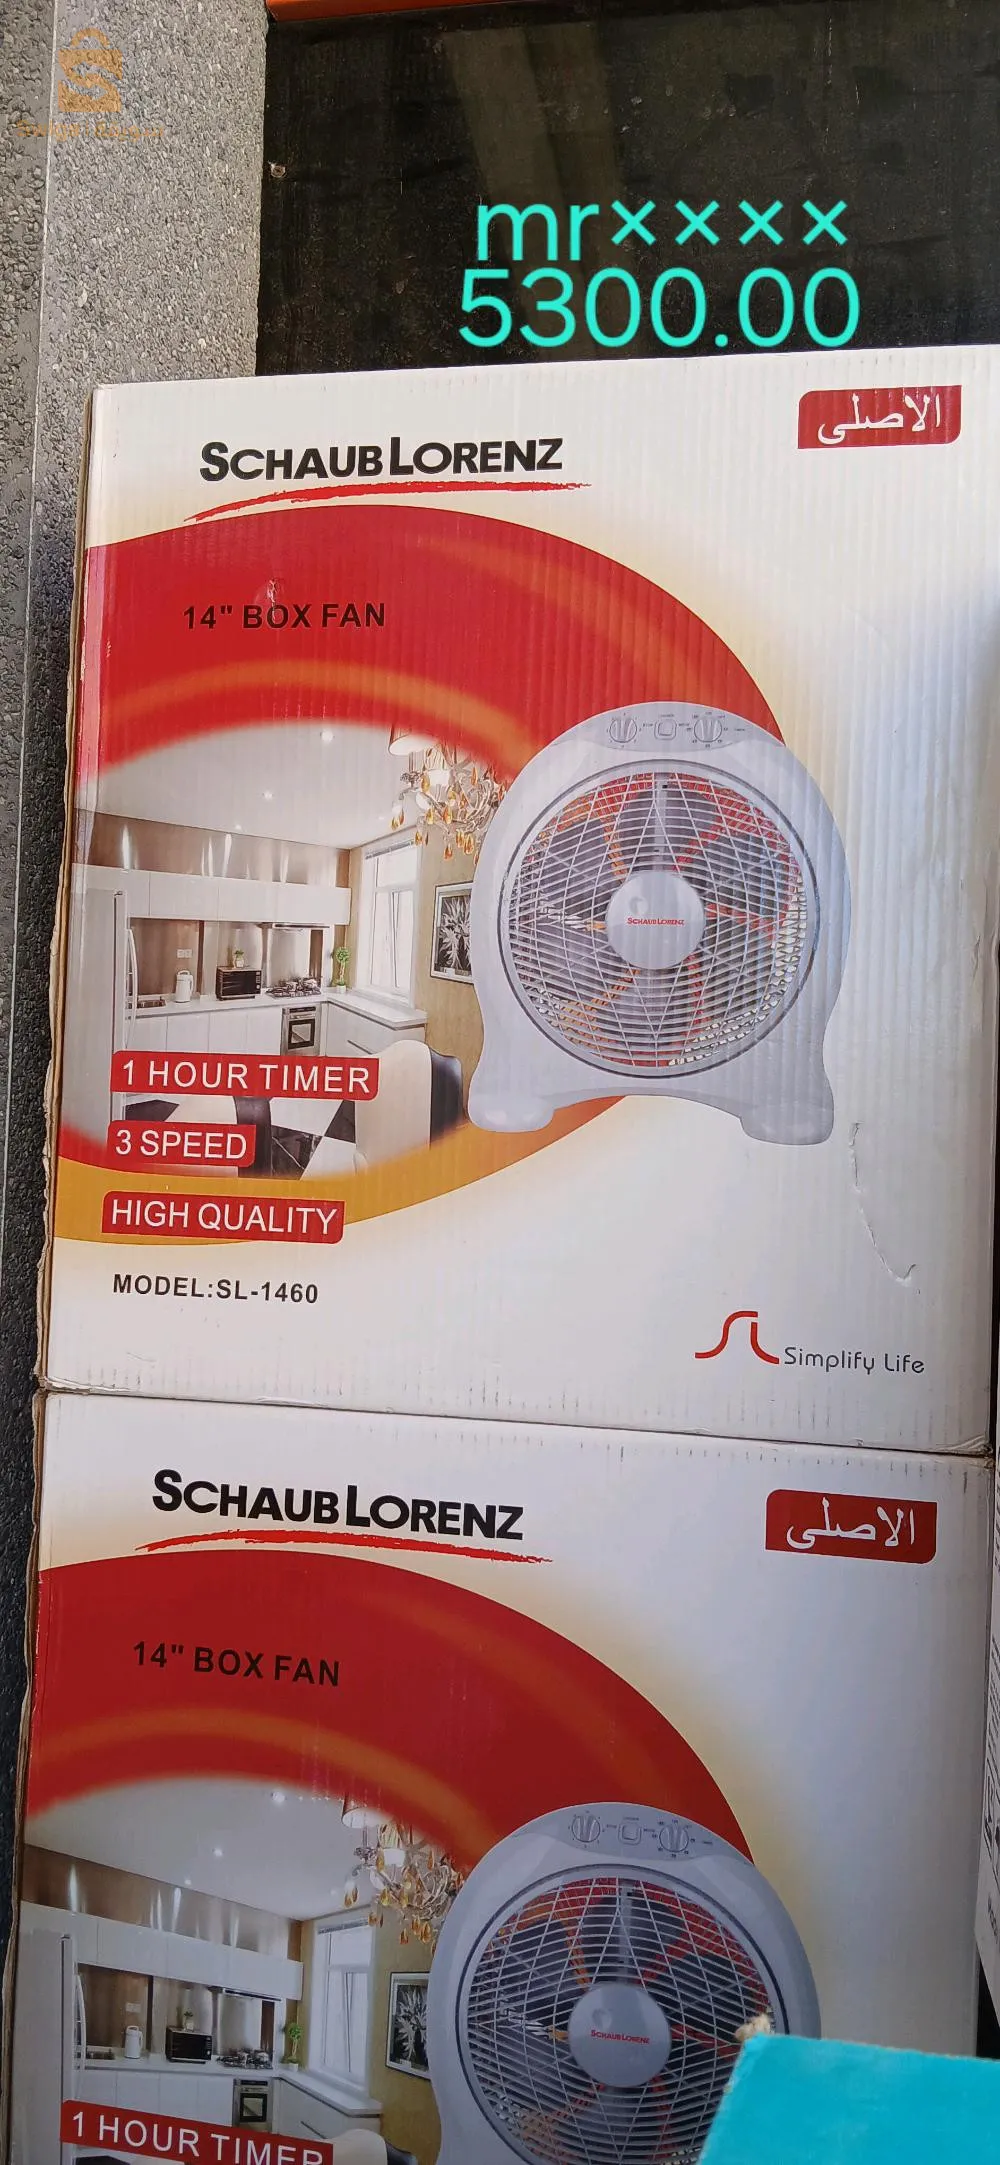 mr××××
5300.00
SCHAUB LORENZ
الاصلى
14" BOX FAN
SCHAUB LORENZ
1 HOUR TIMER
3 SPEED
HIGH QUALITY
MODEL:SL-1460
SL Simplify Life
SCHAUB LORENZ
الاصلى
14" BOX FAN
SCHAUB LORENZ
1 HOUR TIMER